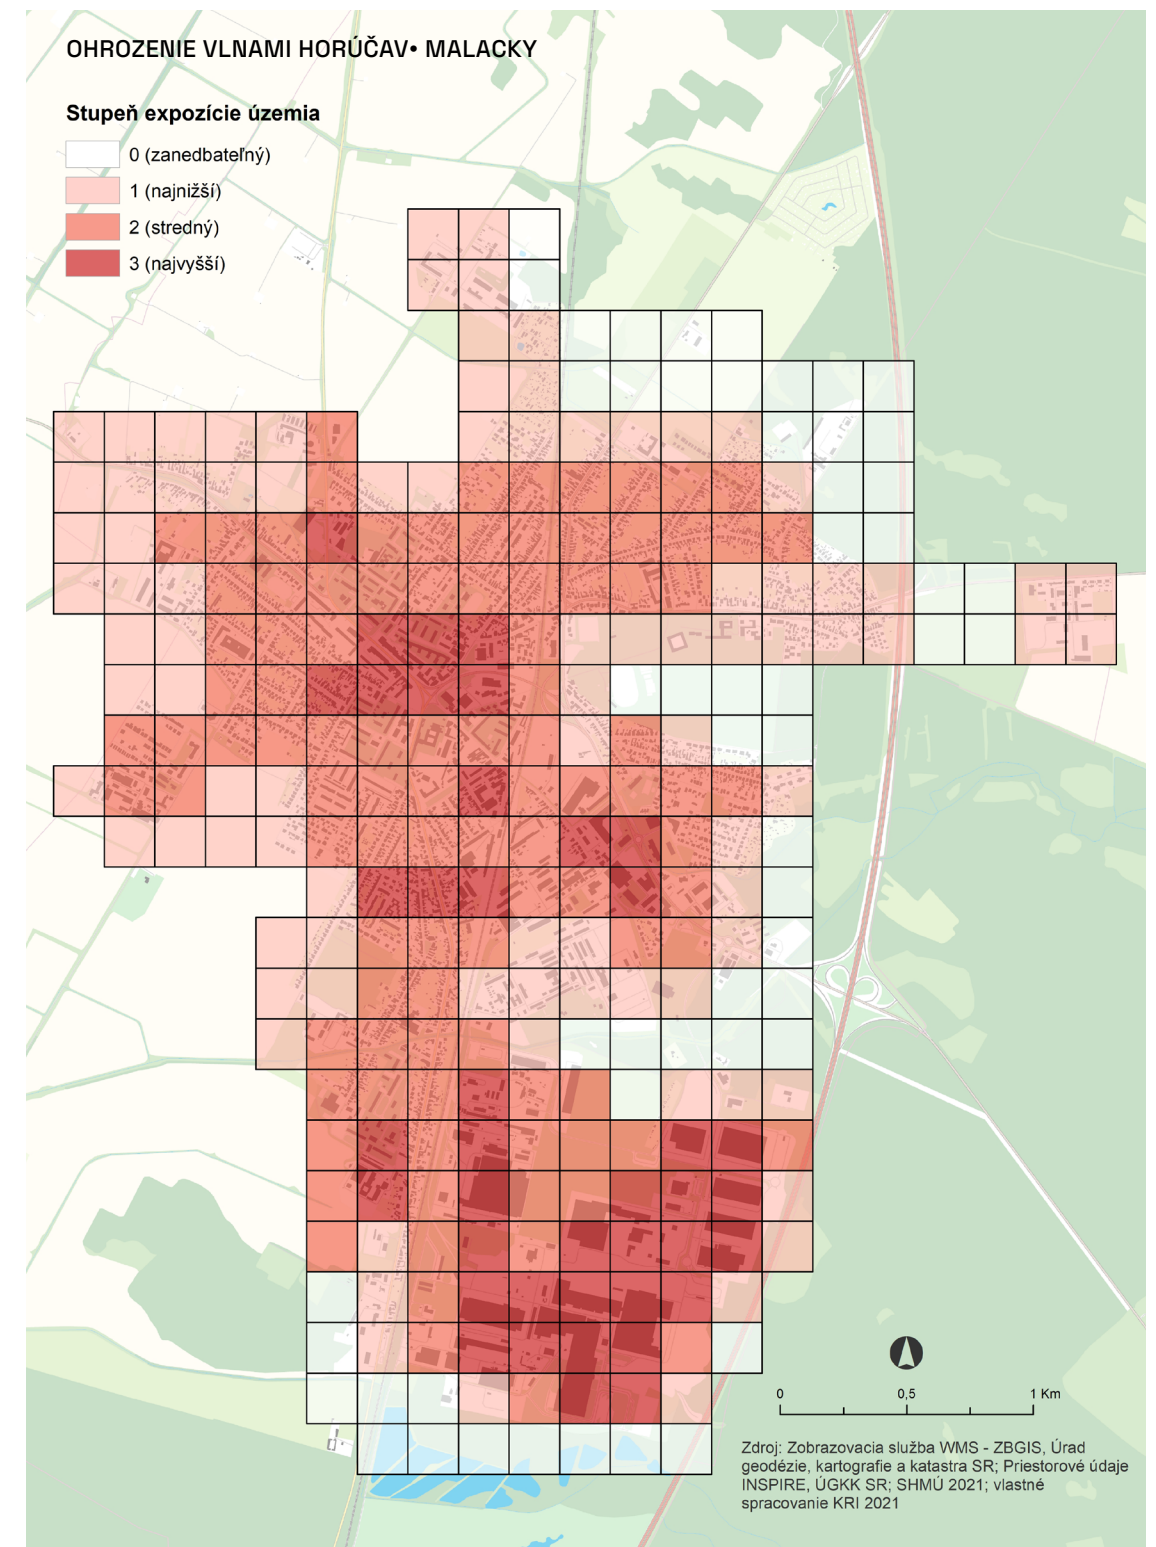 OHROZENIE VLNAMI HORÚČAV• MALACKY
Stupeň expozície územia
0 (zanedbateľný)
1 (najnižší)
2 (stredný)
3 (najvyšší)
0 0,5 1 Km
Zdroj: Zobrazovacia služba WMS - ZBGIS, Úrad
geodézie, kartografie a katastra SR; Priestorové údaje
INSPIRE, ÚGKK SR; SHMÚ 2021; vlastné
spracovanie KRI 2021